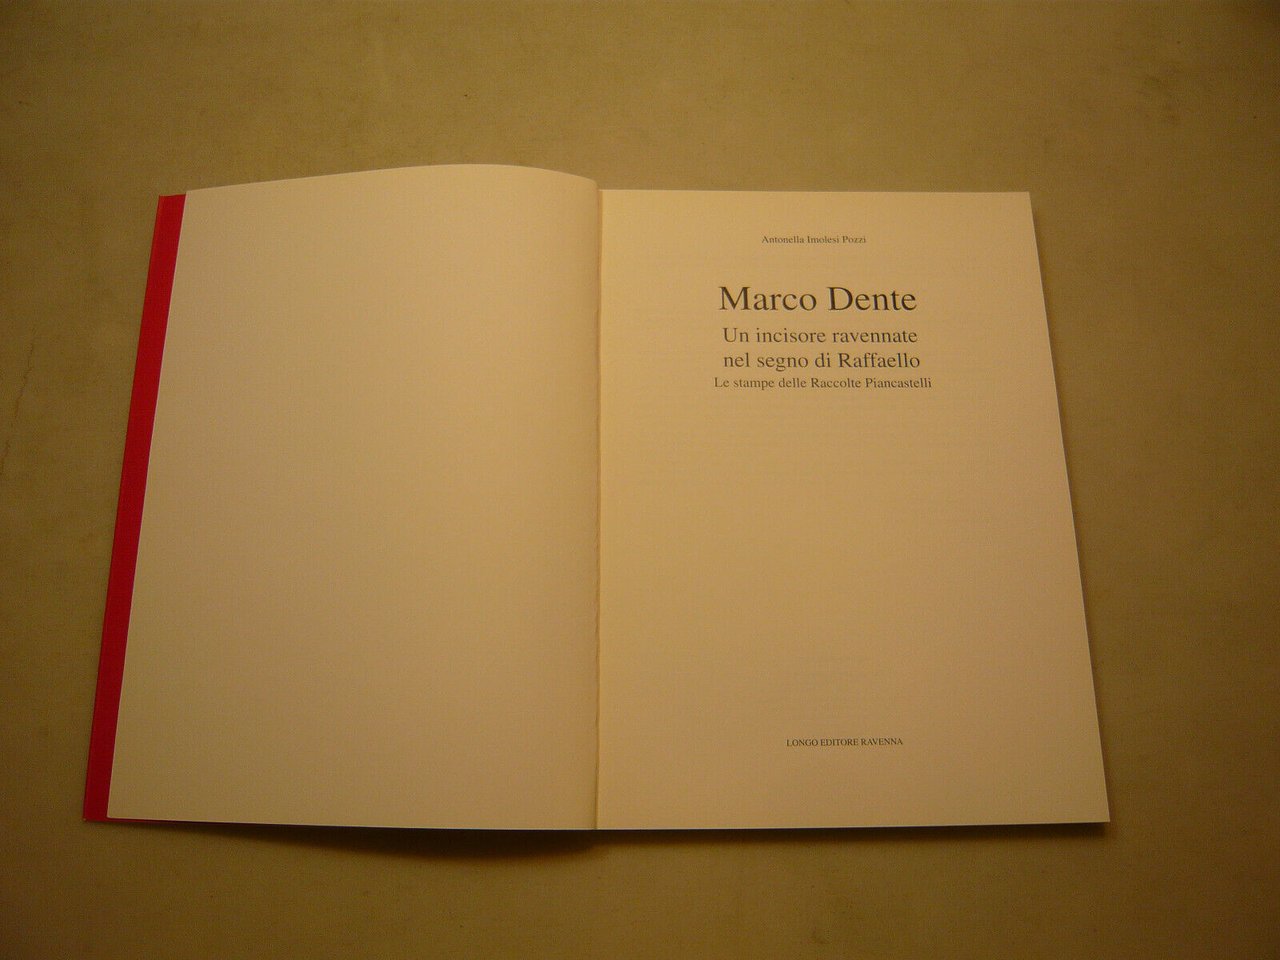 Antonella Imolesi Pozzi
Marco Dente
Un incisore ravennate
nel segno di Raffaello
Le stampe delle Raccolte Piancastelli
LONGO EDITORE RAVENNA